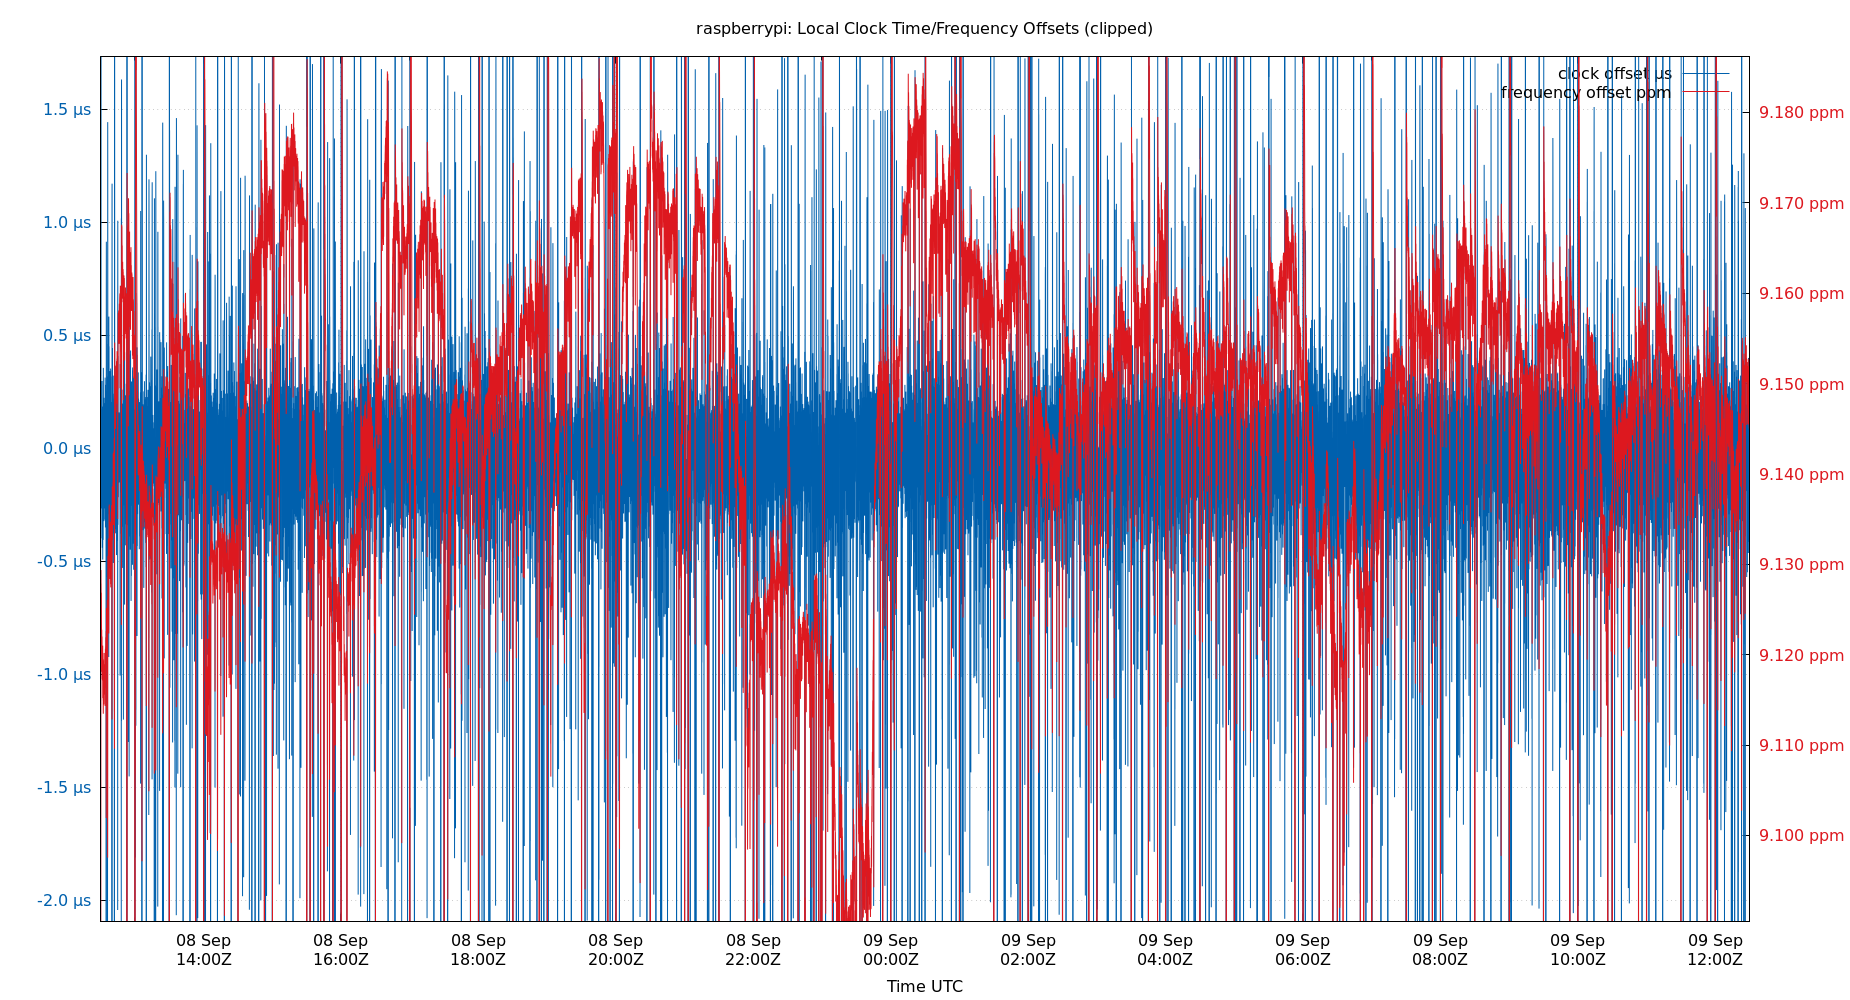 raspberrypi: Local Clock Time/Frequency Offsets (clipped)
clock offset µs
frequency offset ppm
1.5 µs
1.0 µs
0.5 µs
0.0 µs
-0.5 µs
-1.0 µs
-1.5 µs
-2.0 µs
9.180 ppm
9.170 ppm
9.160 ppm
9.150 ppm
9.140 ppm
9.130 ppm
9.120 ppm
9.110 ppm
9.100 ppm
08 Sep
14:00Z
08 Sep
16:00Z
08 Sep
18:00Z
08 Sep
20:00Z
08 Sep
22:00Z
09 Sep
00:00Z
09 Sep
02:00Z
09 Sep
04:00Z
09 Sep
06:00Z
09 Sep
08:00Z
09 Sep
10:00Z
09 Sep
12:00Z
Time UTC